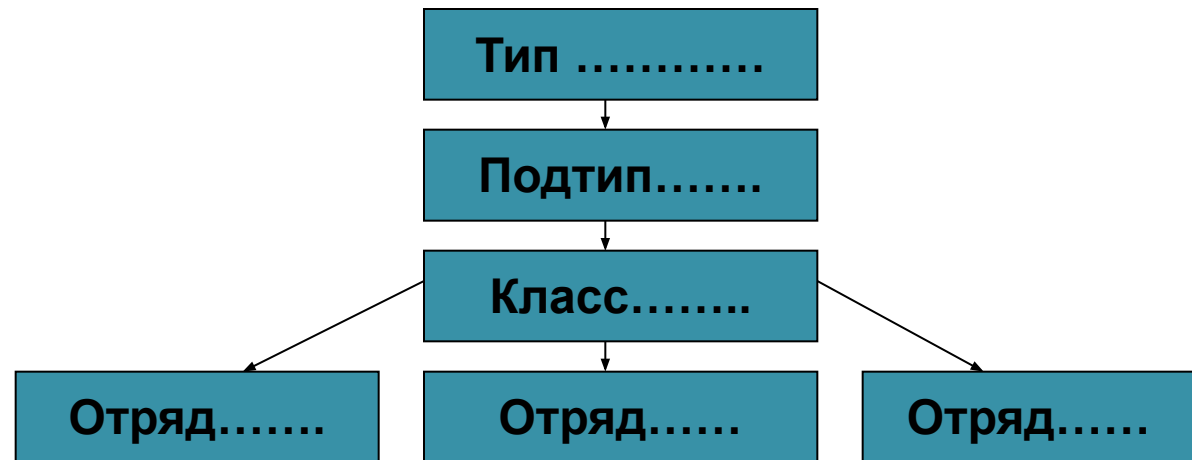 Тип …………
Подтип…….
Класс……..
Отряд…….
Отряд……
Отряд……